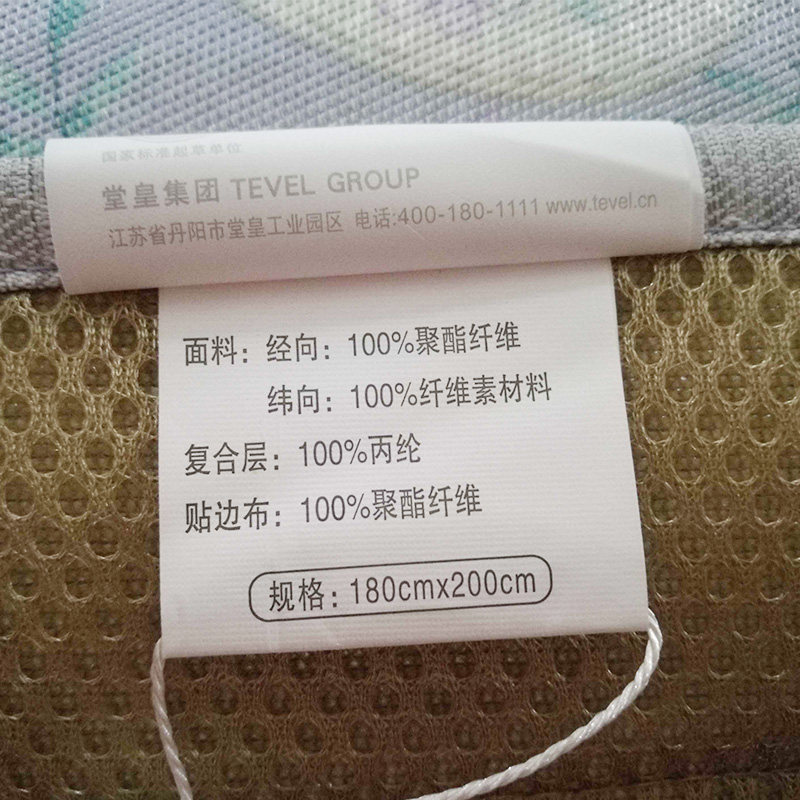 国家标准起草单位
堂皇集团 TEVEL GROUP
江苏省丹阳市堂皇工业园区 电话:400-180-1111 www.tevel.cn
面料：经向：100%聚酯纤维
纬向：100%纤维素材料
复合层：100%丙纶
贴边布：100%聚酯纤维
规格：180cmx200cm